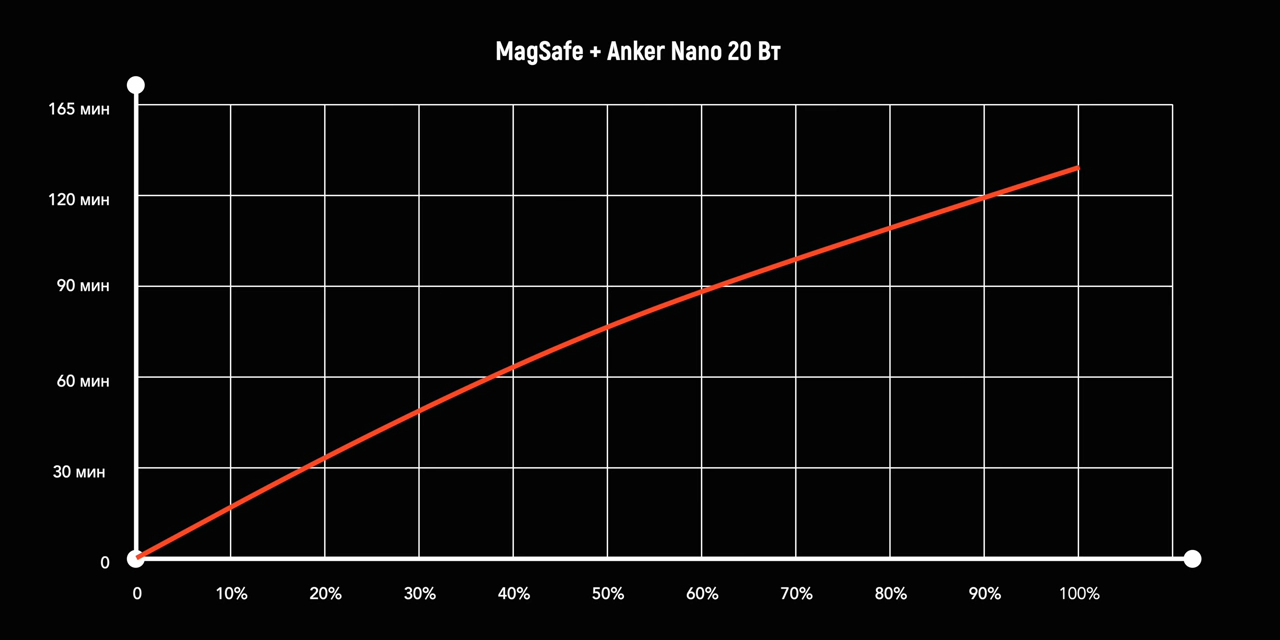 MagSafe + Anker Nano 20 Вт
165 мин
120 мин
90 мин
60 мин
30 мин
0
0 10% 20% 30% 40% 50% 60% 70% 80% 90% 100%